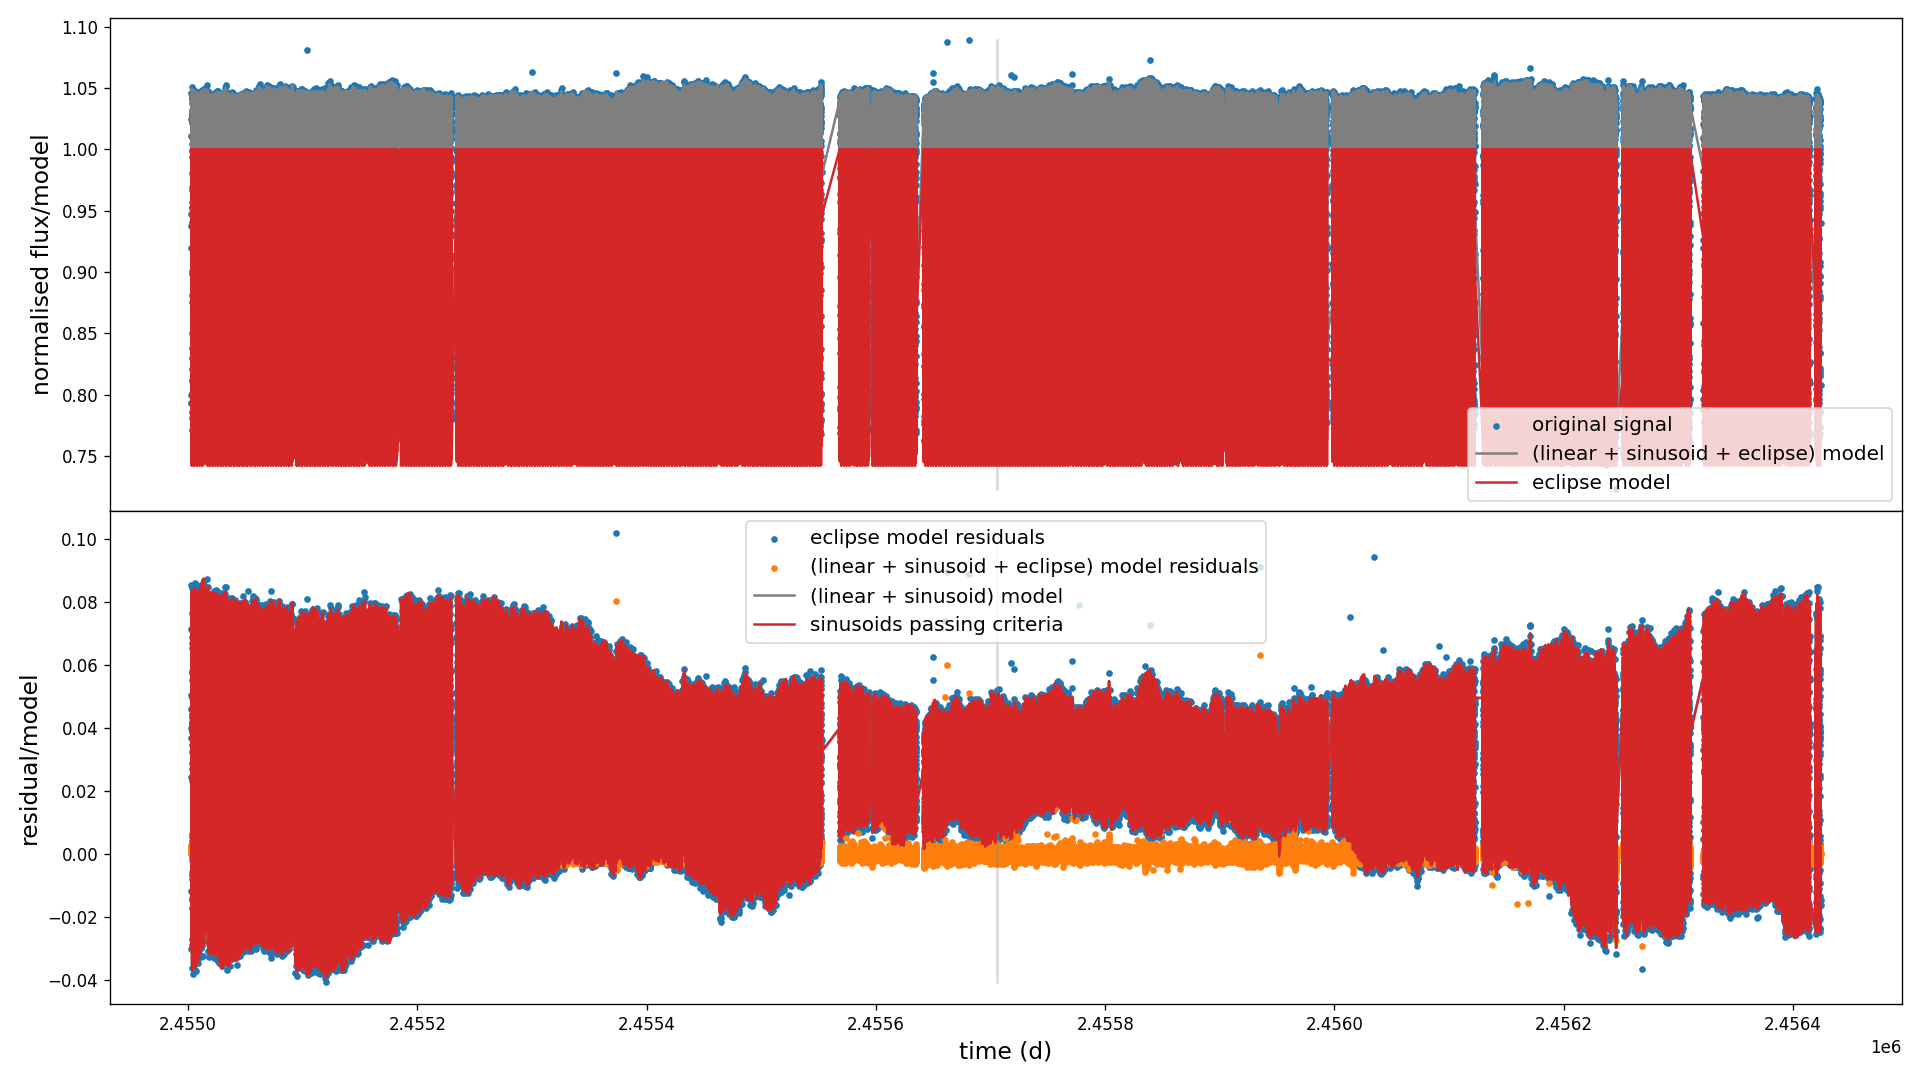 1.10
1.05
1.00
0.95
0.90
0.85
0.80
0.75
normalised flux/model
original signal
(linear + sinusoid + eclipse) model
eclipse model
0.10
0.08
0.06
0.04
0.02
0.00
−0.02
−0.04
residual/model
eclipse model residuals
(linear + sinusoid + eclipse) model residuals
(linear + sinusoid) model
sinusoids passing criteria
2.4550
2.4552
2.4554
2.4556
2.4558
2.4560
2.4562
2.4564
1e6
time (d)